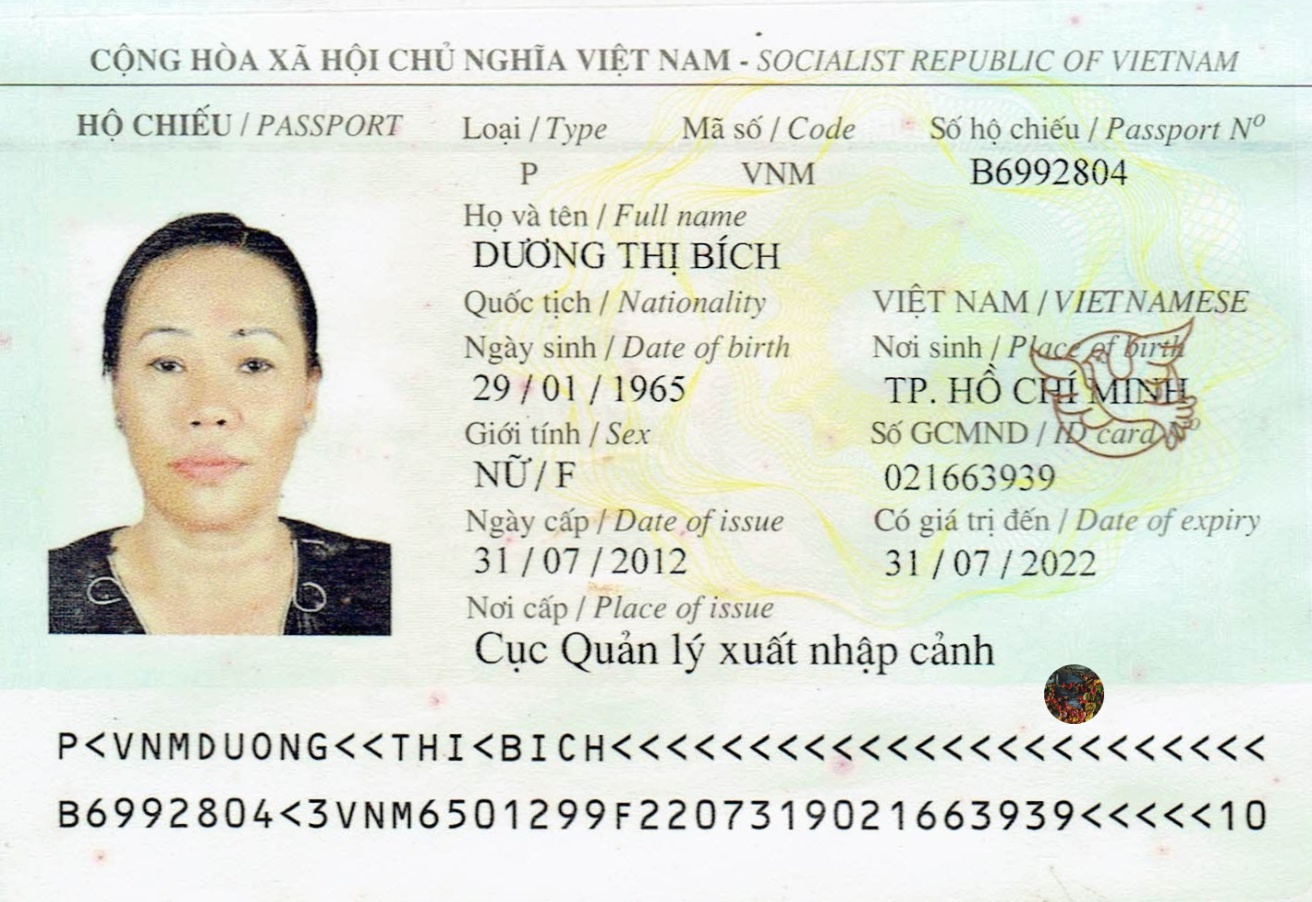 CỘNG HÒA XÃ HỘI CHỦ NGHĨA VIỆT NAM - SOCIALIST REPUBLIC OF VIETNAM
HỘ CHIẾU / PASSPORT Loại / Type Mã số / Code Số hộ chiếu / Passport Nº
P VNM B6992804
Họ và tên / Full name
DƯƠNG THỊ BÍCH
Quốc tịch / Nationality VIỆT NAM / VIETNAMESE
Ngày sinh / Date of birth Nơi sinh / Place of birth
29 / 01 / 1965 TP. HỒ CHÍ MINH
Giới tính / Sex Số GCMND / ID card Nº
NỮ / F 021663939
Ngày cấp / Date of issue Có giá trị đến / Date of expiry
31 / 07 / 2012 31 / 07 / 2022
Nơi cấp / Place of issue
Cục Quản lý xuất nhập cảnh
P<VNMDUONG<<THI<BICH<<<<<<<<<<<<<<<<<<<<<<<<
B6992804<3VNM6501299F2207319021663939<<<<<10